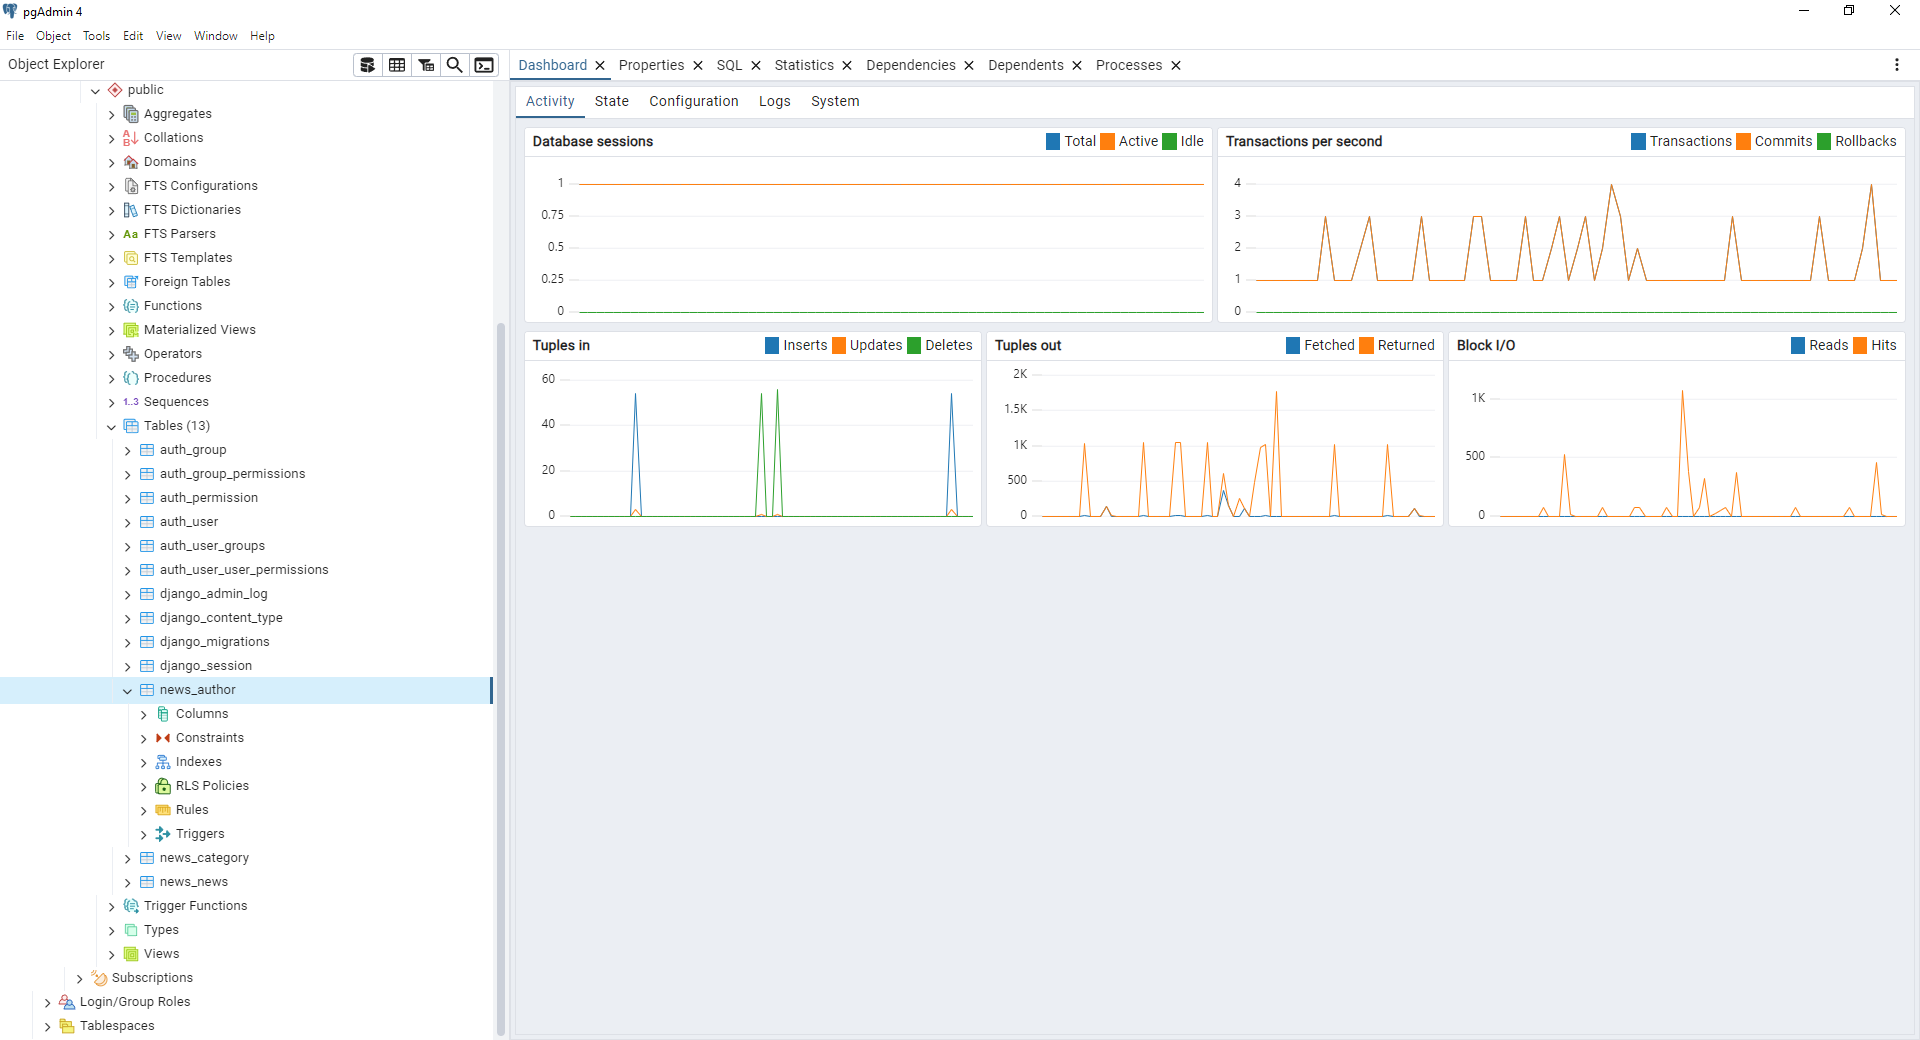 pgAdmin 4
File Object Tools Edit View Window Help
Object Explorer
public
Aggregates
Collations
Domains
FTS Configurations
FTS Dictionaries
Aa FTS Parsers
FTS Templates
Foreign Tables
Functions
Materialized Views
Operators
Procedures
1..3 Sequences
Tables (13)
auth_group
auth_group_permissions
auth_permission
auth_user
auth_user_groups
auth_user_user_permissions
django_admin_log
django_content_type
django_migrations
django_session
news_author
Columns
Constraints
Indexes
RLS Policies
Rules
Triggers
news_category
news_news
Trigger Functions
Types
Views
Subscriptions
Login/Group Roles
Tablespaces
Dashboard Properties SQL Statistics Dependencies Dependents Processes
Activity State Configuration Logs System
Database sessions Total Active Idle
1
0.75
0.5
0.25
0
Transactions per second Transactions Commits Rollbacks
4
3
2
1
0
Tuples in Inserts Updates Deletes
60
40
20
0
Tuples out Fetched Returned
2K
1.5K
1K
500
0
Block I/O Reads Hits
1K
500
0